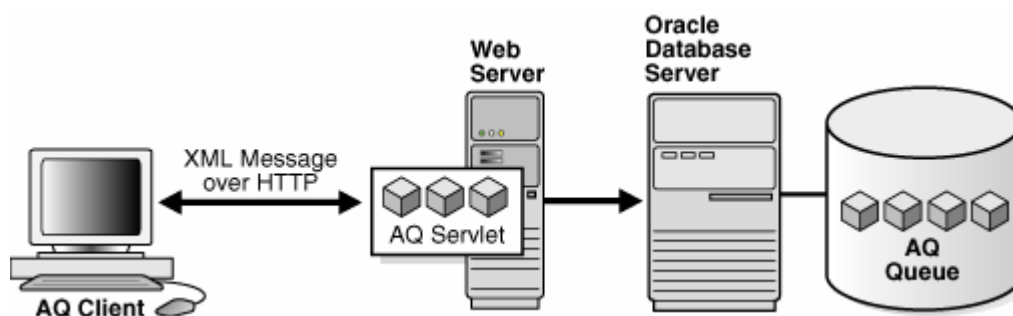 Oracle
Database
Server
Web
Server
XML Message
over HTTP
AQ Servlet
AQ
Queue
AQ Client